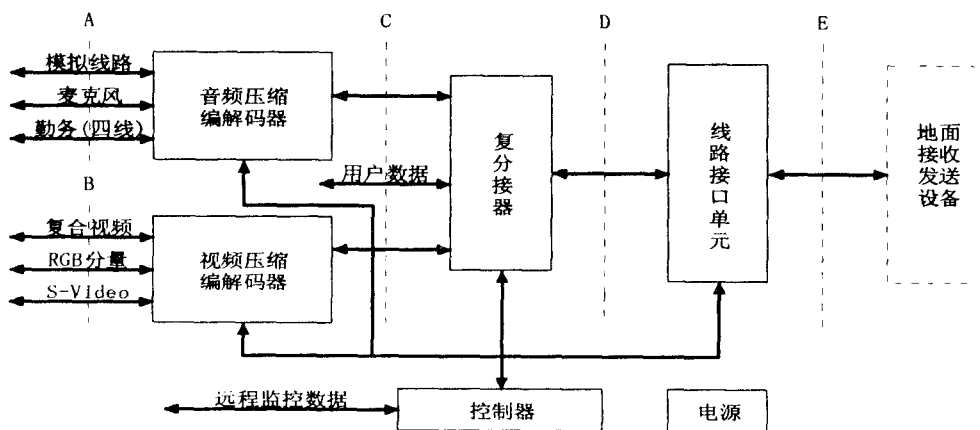 A
C
D
E
模拟线路
麦克风
勤务(四线)
音频压缩
编解码器
B
用户数据
复合视频
RGB分量
S-Video
视频压缩
编解码器
复分接器
线路接口单元
地面
接收
发送
设备
远程监控数据
控制器
电源